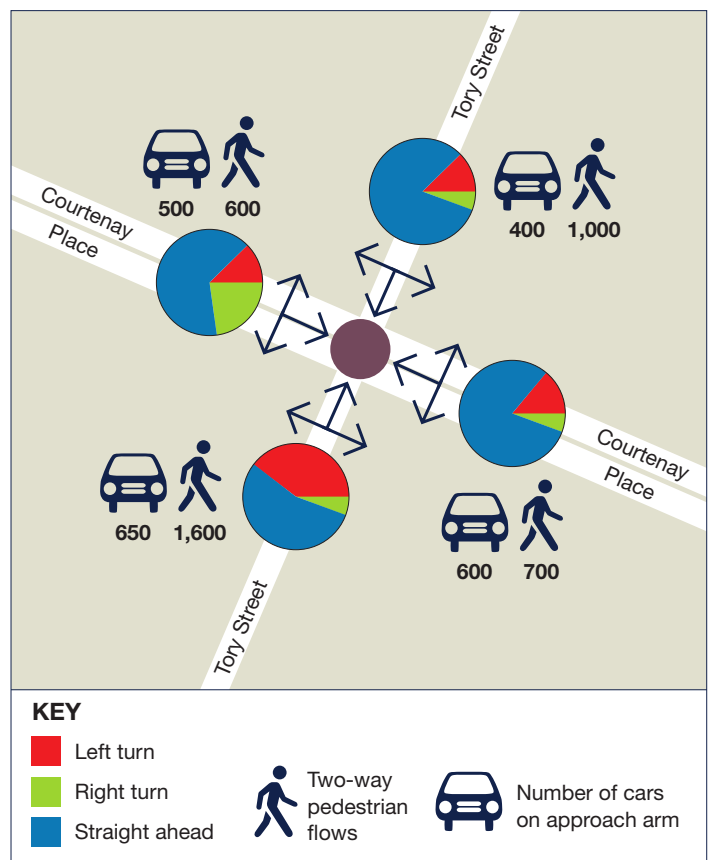 Tory Street
500 600
400 1,000
Courtenay
Place
650 1,600
600 700
Courtenay
Place
Tory Street
KEY
Left turn
Right turn
Straight ahead
Two-way
pedestrian
flows
Number of cars
on approach arm